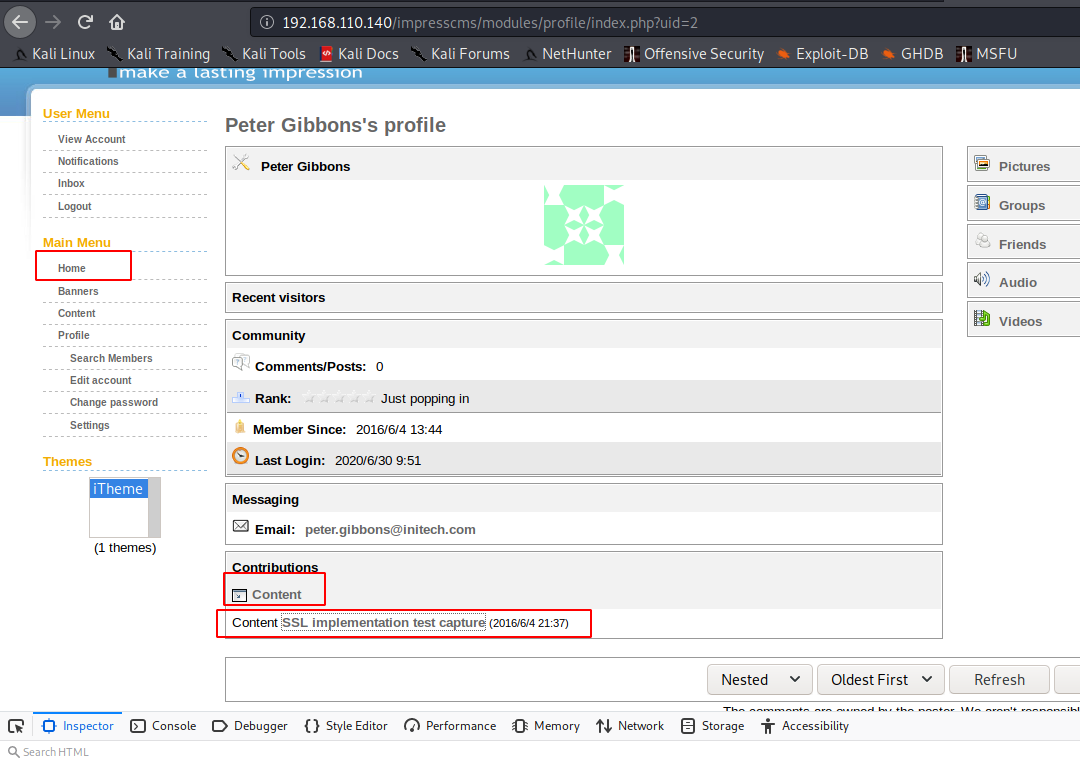 192.168.110.140/impresscms/modules/profile/index.php?uid=2
Kali Linux Kali Training Kali Tools Kali Docs Kali Forums NetHunter Offensive Security Exploit-DB GHDB MSFU
make a lasting impression
User Menu
View Account
Notifications
Inbox
Logout
Main Menu
Home
Banners
Content
Profile
Search Members
Edit account
Change password
Settings
Themes
iTheme
(1 themes)
Peter Gibbons's profile
Peter Gibbons
Recent visitors
Community
Comments/Posts: 0
Rank: Just popping in
Member Since: 2016/6/4 13:44
Last Login: 2020/6/30 9:51
Messaging
Email: peter.gibbons@initech.com
Contributions
Content
Content SSL implementation test capture (2016/6/4 21:37)
Pictures
Groups
Friends
Audio
Videos
Nested Oldest First Refresh
The comments are owned by the poster. We aren't responsibl
Inspector Console Debugger Style Editor Performance Memory Network Storage Accessibility
Search HTML